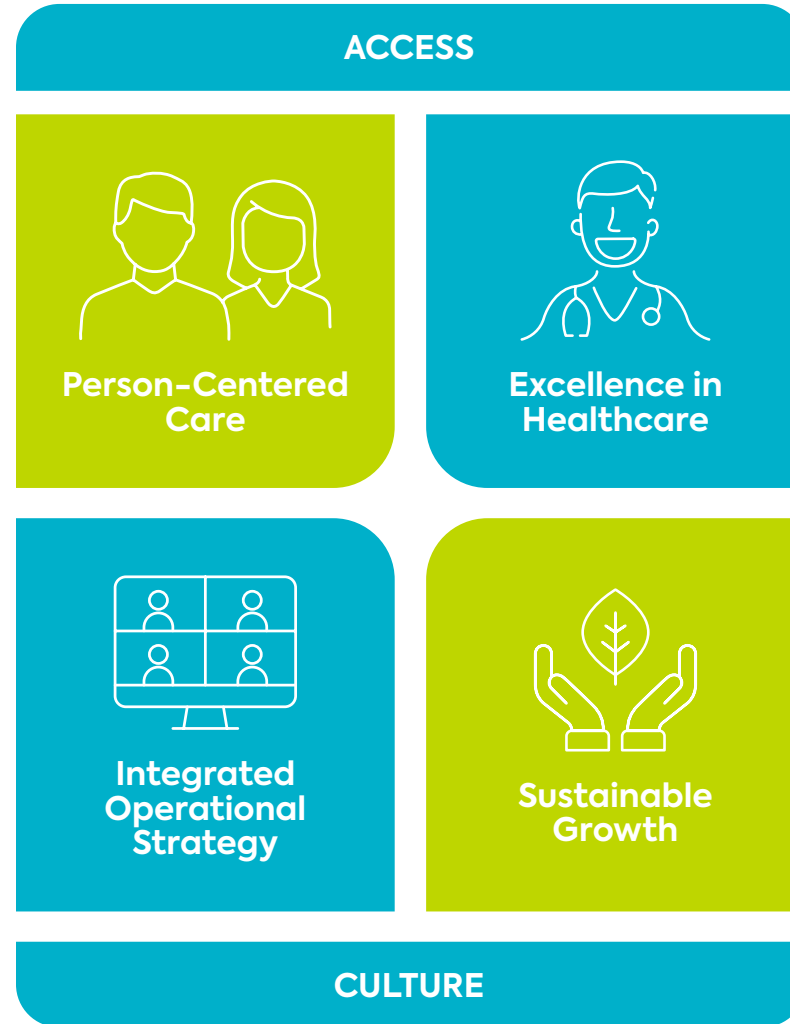 ACCESS
Person-Centered
Care
Excellence in
Healthcare
Integrated
Operational
Strategy
Sustainable
Growth
CULTURE